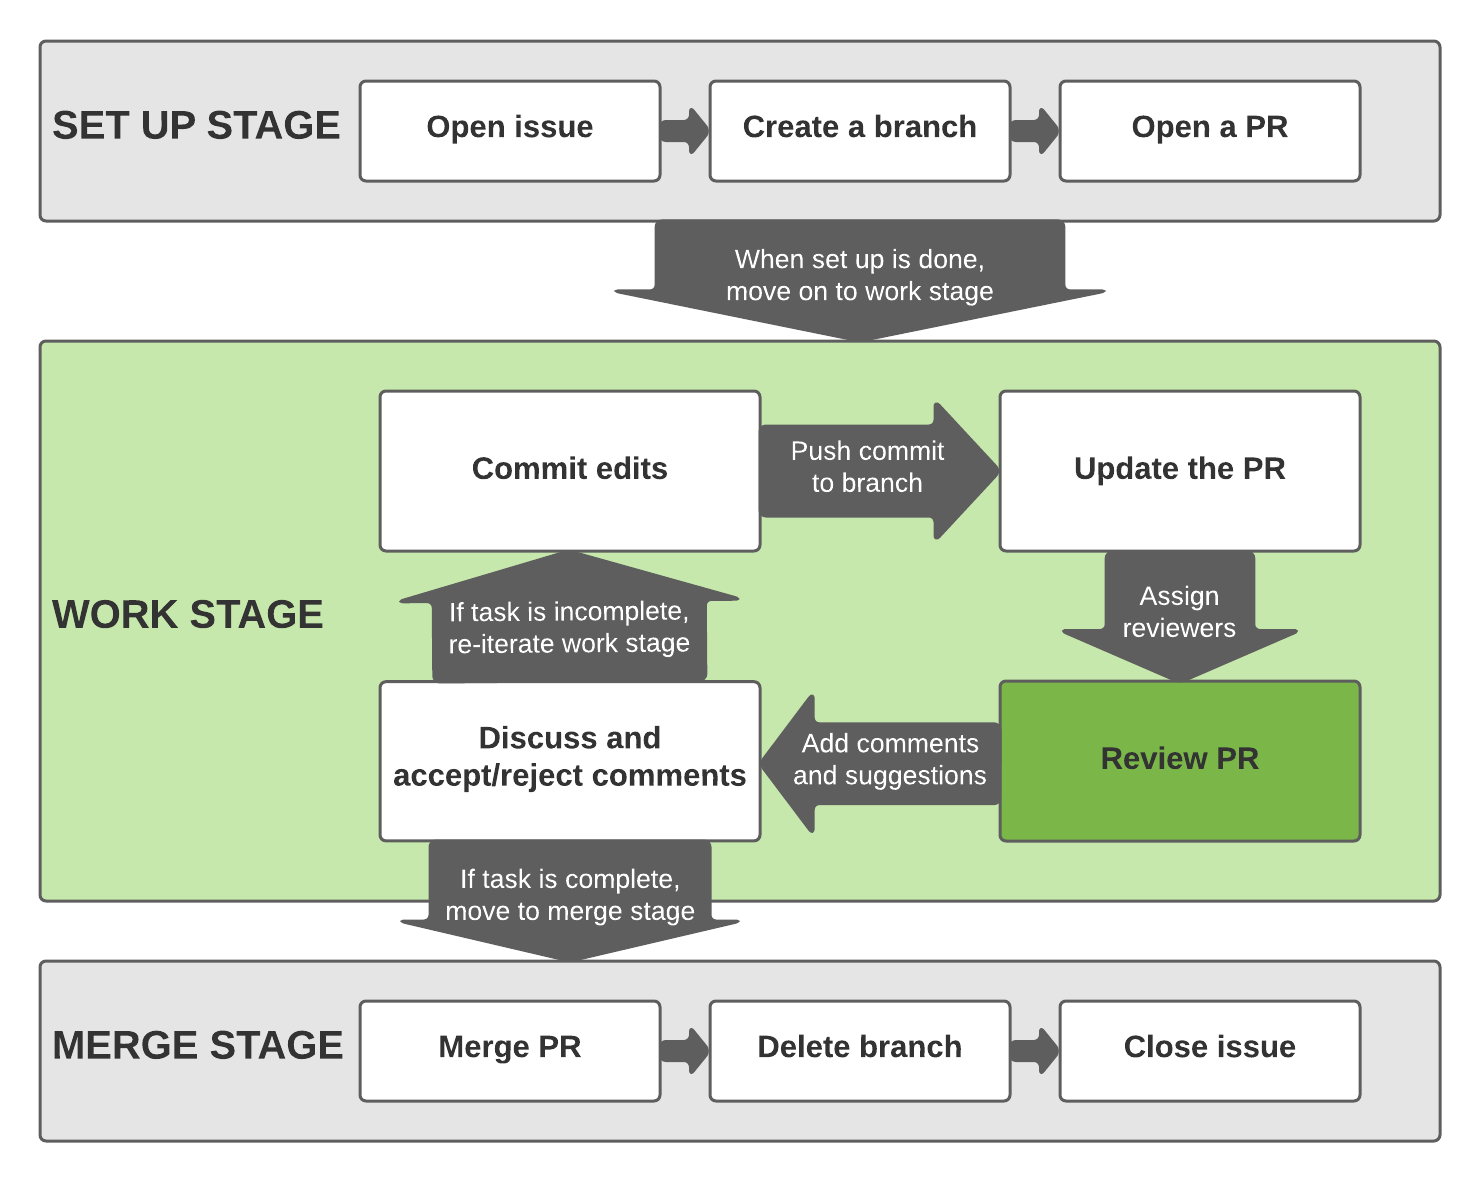 SET UP STAGE
Open issue
Create a branch
Open a PR
When set up is done,
move on to work stage
WORK STAGE
Commit edits
Push commit
to branch
Update the PR
Assign
reviewers
Review PR
Add comments
and suggestions
Discuss and
accept/reject comments
If task is incomplete,
re-iterate work stage
If task is complete,
move to merge stage
MERGE STAGE
Merge PR
Delete branch
Close issue